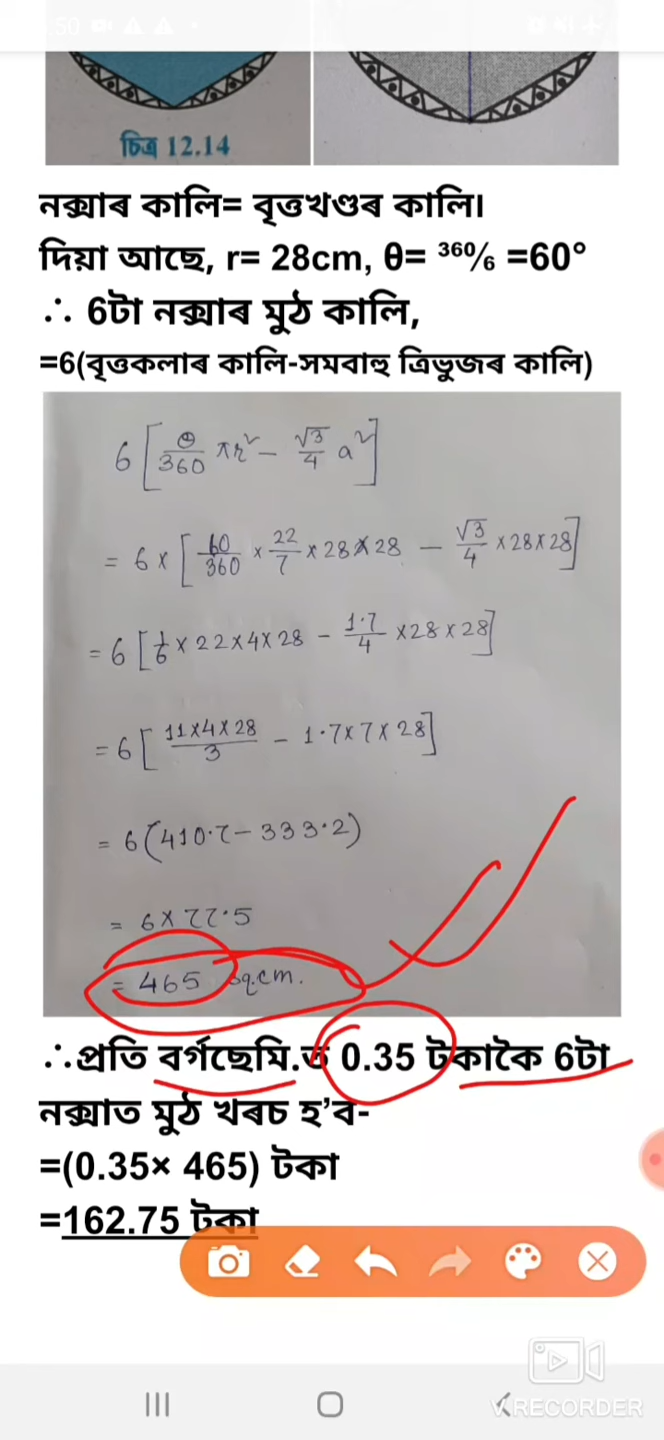 চিত্ৰ 12.14
নক্সাৰ কালি= বৃত্তখণ্ডৰ কালি।
দিয়া আছে, r= 28cm, θ= ³⁶⁰⁄₆ =60°
∴ 6টা নক্সাৰ মুঠ কালি,
=6(বৃত্তকলাৰ কালি-সমবাহু ত্ৰিভুজৰ কালি)
6 [ θ/360 πr² - √3/4 a² ]
= 6 × [ 60/360 × 22/7 × 28 × 28 - √3/4 × 28 × 28 ]
= 6 [ 1/6 × 22 × 4 × 28 - 1.7/4 × 28 × 28 ]
= 6 [ 11×4×28/3 - 1.7×7×28 ]
= 6 (410.7 - 333.2)
= 6 × 77.5
= 465 sq.cm.
∴প্ৰতি বৰ্গছেমি.ত 0.35 টকাকৈ 6টা
নক্সাত মুঠ খৰচ হ'ব-
=(0.35× 465) টকা
=162.75 টকা
V.RECORDER